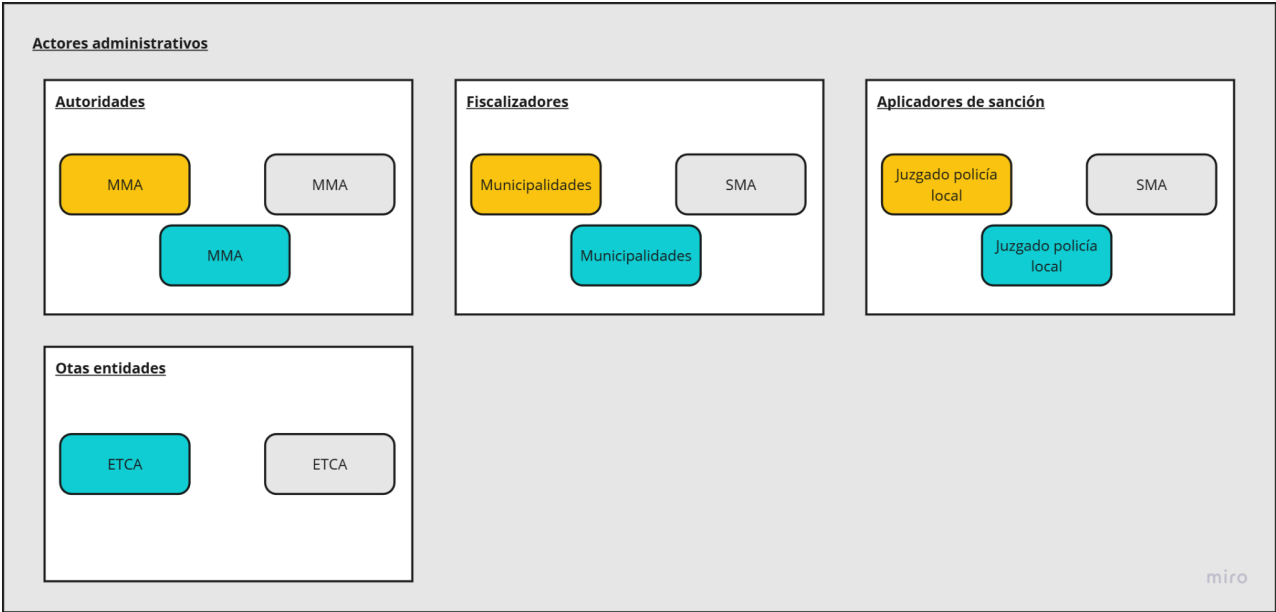 Actores administrativos
Autoridades
MMA
MMA
MMA
Fiscalizadores
Municipalidades
SMA
Municipalidades
Aplicadores de sanción
Juzgado policía
local
SMA
Juzgado policía
local
Otas entidades
ETCA
ETCA
miro